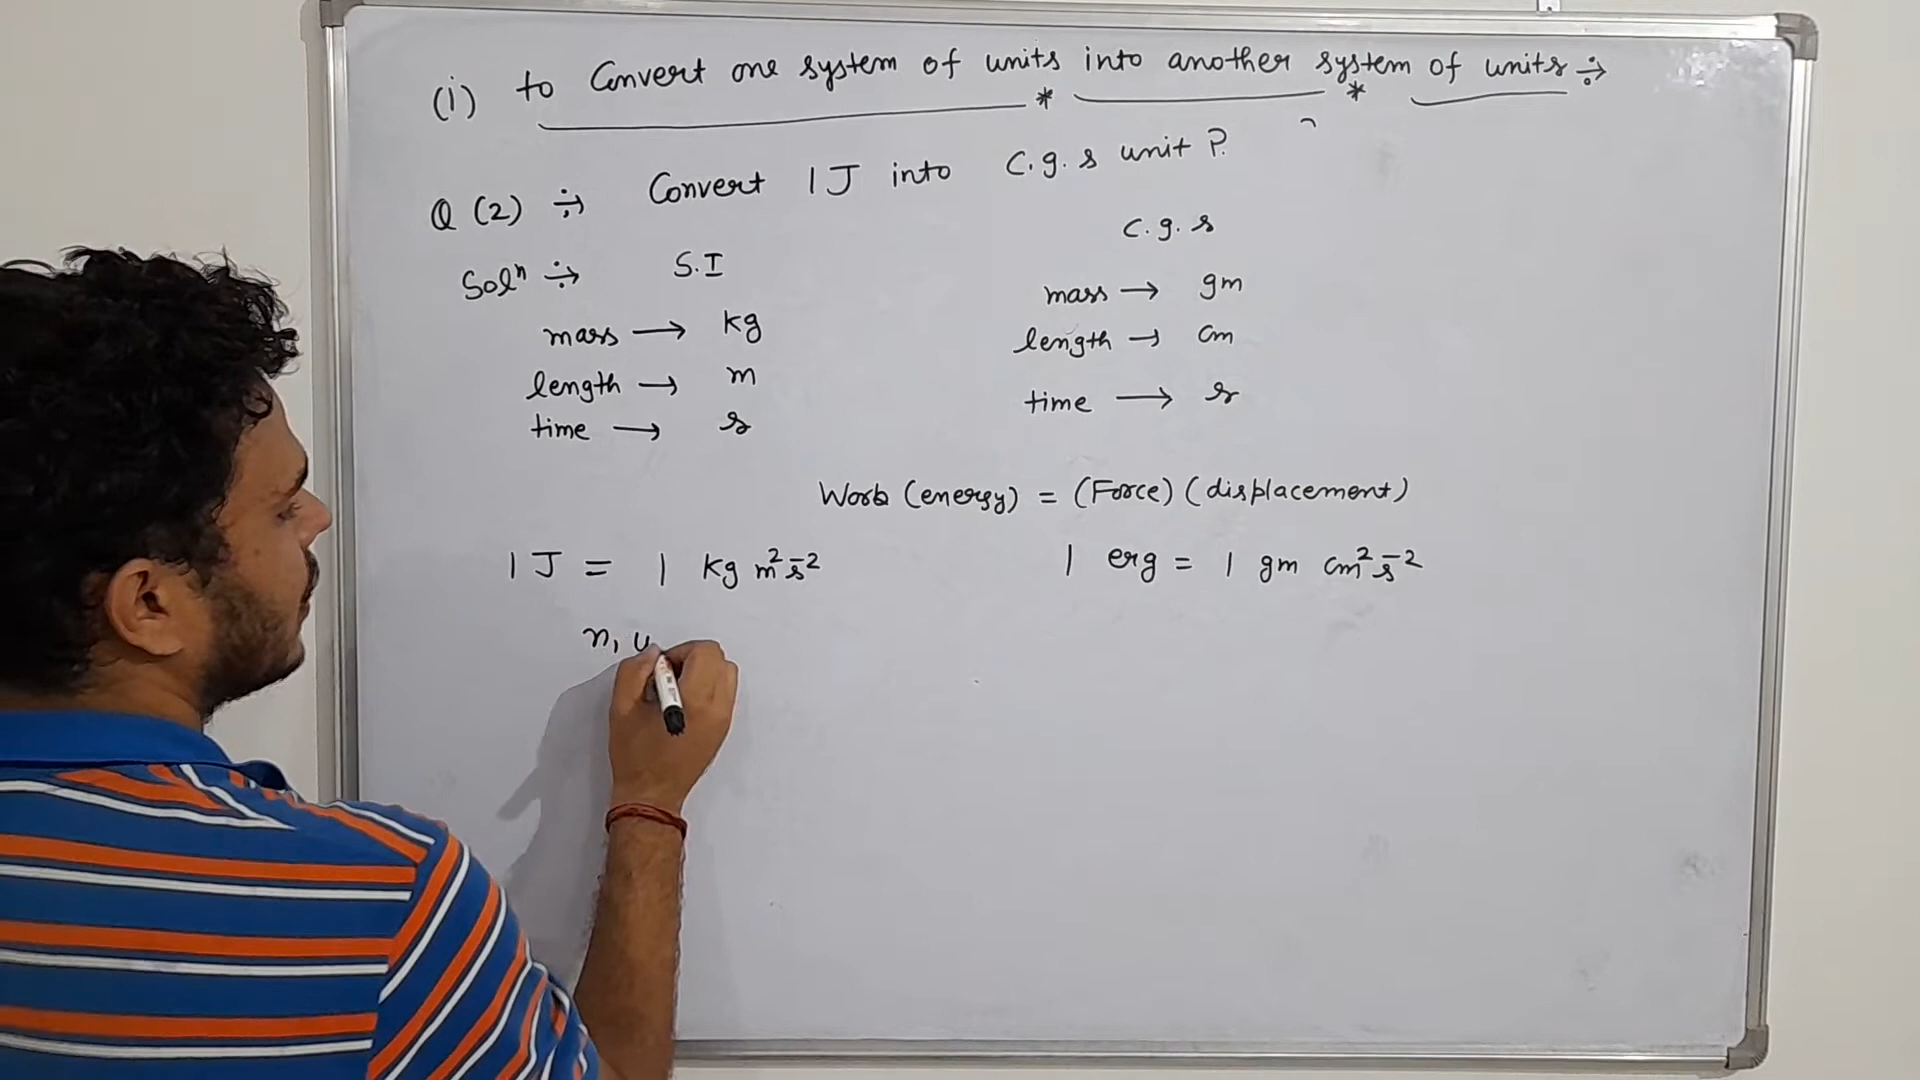 (i) to Convert one system of units into another system of units ÷
Q (2) ÷ Convert 1 J into C.g.s unit ?
Solⁿ ÷ S.I
mass → kg
length → m
time → s
C.g.s
mass → gm
length → cm
time → s
Work (energy) = (Force) (displacement)
1 J = 1 kg m² s⁻²
1 erg = 1 gm cm² s⁻²
n₁ u